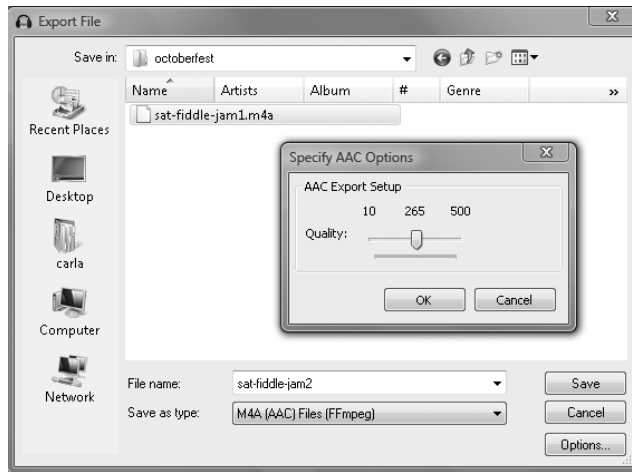 Export File
Save in: octoberfest
Name Artists Album # Genre »
sat-fiddle-jam1.m4a
Recent Places
Desktop
carla
Computer
Network
Specify AAC Options
AAC Export Setup
10 265 500
Quality:
OK Cancel
File name: sat-fiddle-jam2 Save
Save as type: M4A (AAC) Files (FFmpeg) Cancel
Options...